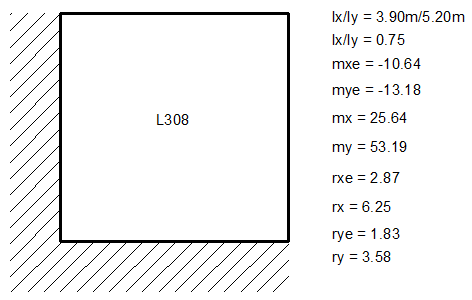 lx/ly = 3.90m/5.20m
lx/ly = 0.75
mxe = -10.64
mye = -13.18
L308
mx = 25.64
my = 53.19
rxe = 2.87
rx = 6.25
rye = 1.83
ry = 3.58